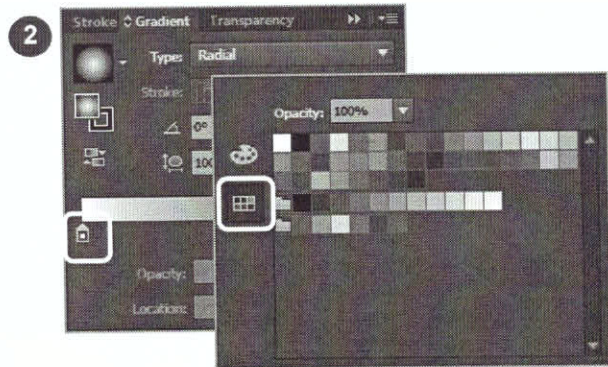 2
Stroke Gradient Transparency
Type: Radial
Stroke:
0°
100
Opacity:
Location:
Opacity: 100%